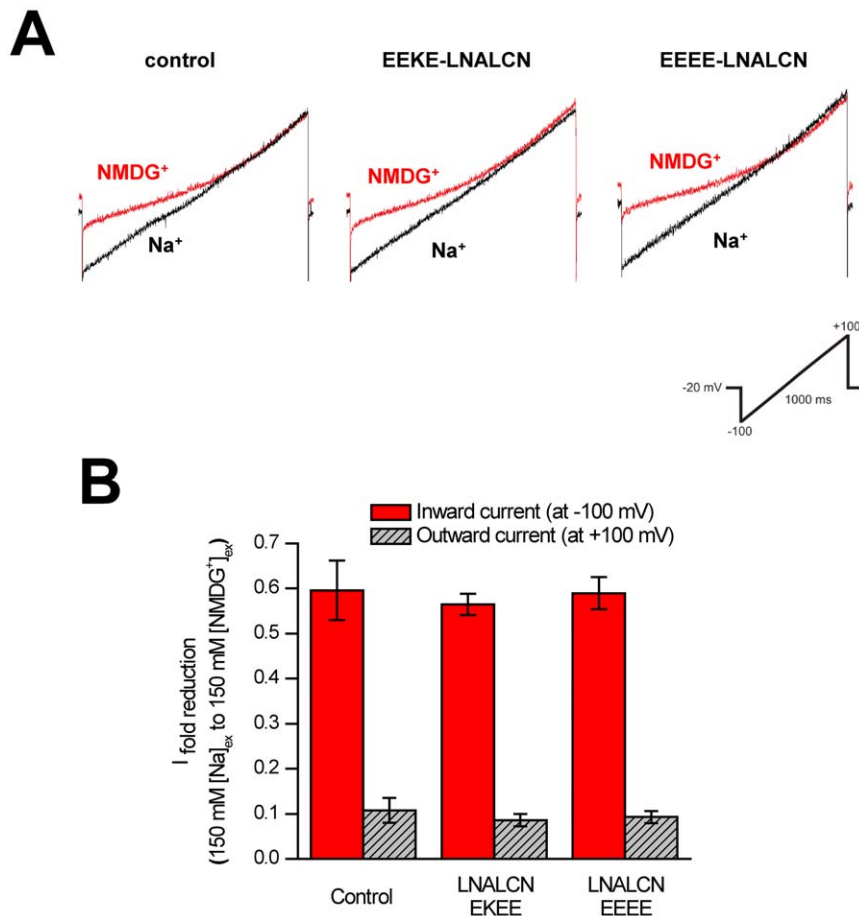 A
control
EEKE-LNALCN
EEEE-LNALCN
NMDG⁺
Na⁺
NMDG⁺
Na⁺
NMDG⁺
Na⁺
+100
-20 mV
1000 ms
-100
B
Inward current (at -100 mV)
Outward current (at +100 mV)
I fold reduction
(150 mM [Na]ex to 150 mM [NMDG⁺]ex)
0.7
0.6
0.5
0.4
0.3
0.2
0.1
0.0
Control
LNALCN
EKEE
LNALCN
EEEE